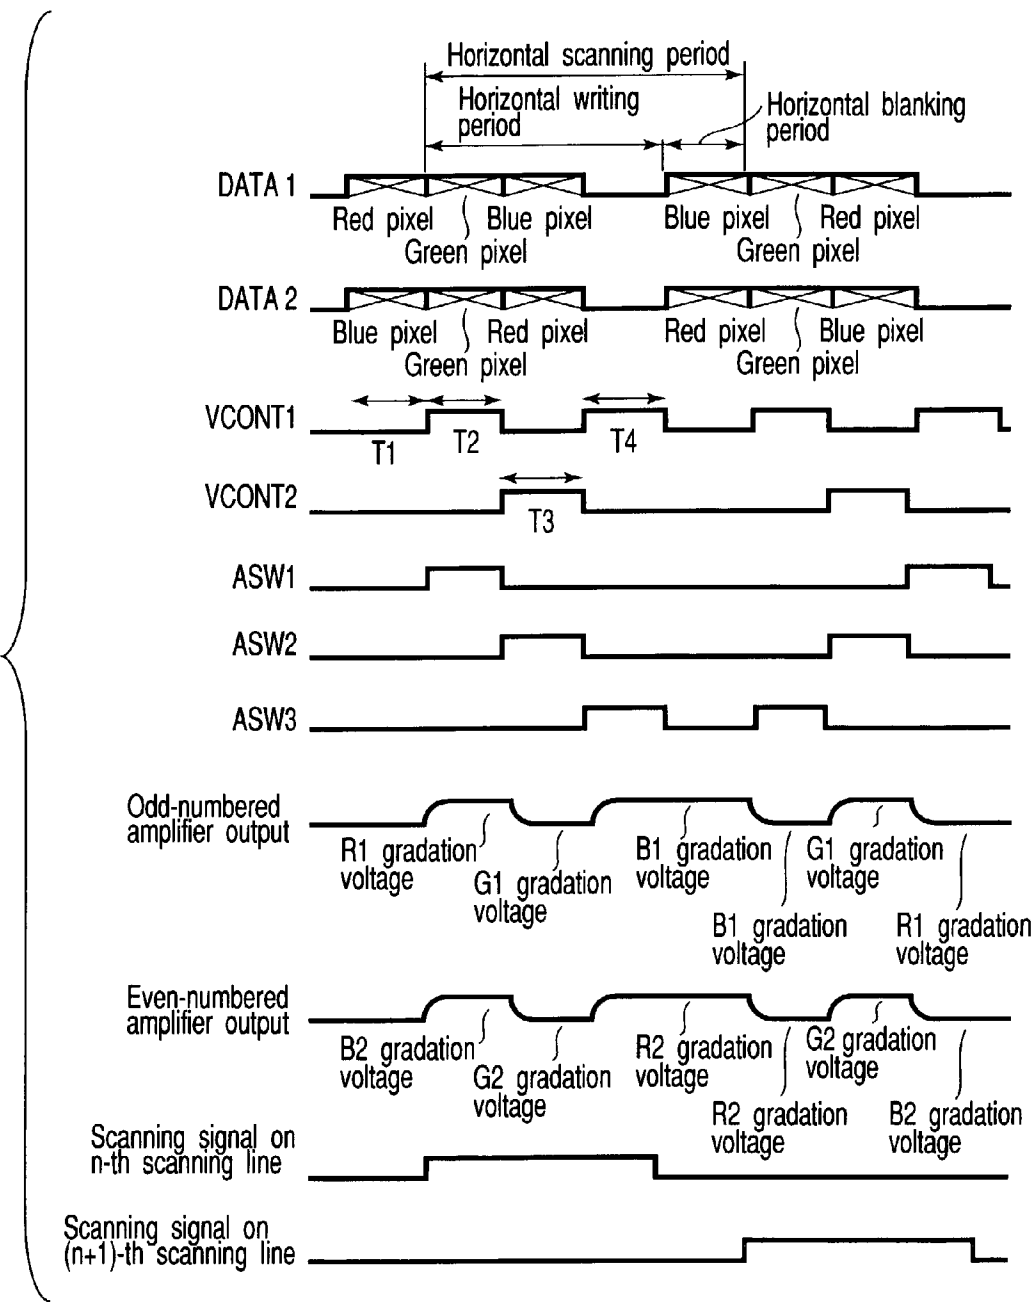 Horizontal scanning period
Horizontal writing
period
Horizontal blanking
period
DATA 1
Red pixel
Blue pixel
Blue pixel
Red pixel
Green pixel
Green pixel
DATA 2
Blue pixel
Red pixel
Red pixel
Blue pixel
Green pixel
Green pixel
VCONT1
T1
T2
T4
VCONT2
T3
ASW1
ASW2
ASW3
Odd-numbered
amplifier output
R1 gradation
voltage
G1 gradation
voltage
B1 gradation
voltage
B1 gradation
voltage
G1 gradation
voltage
R1 gradation
voltage
Even-numbered
amplifier output
B2 gradation
voltage
G2 gradation
voltage
R2 gradation
voltage
R2 gradation
voltage
G2 gradation
voltage
B2 gradation
voltage
Scanning signal on
n-th scanning line
Scanning signal on
(n+1)-th scanning line